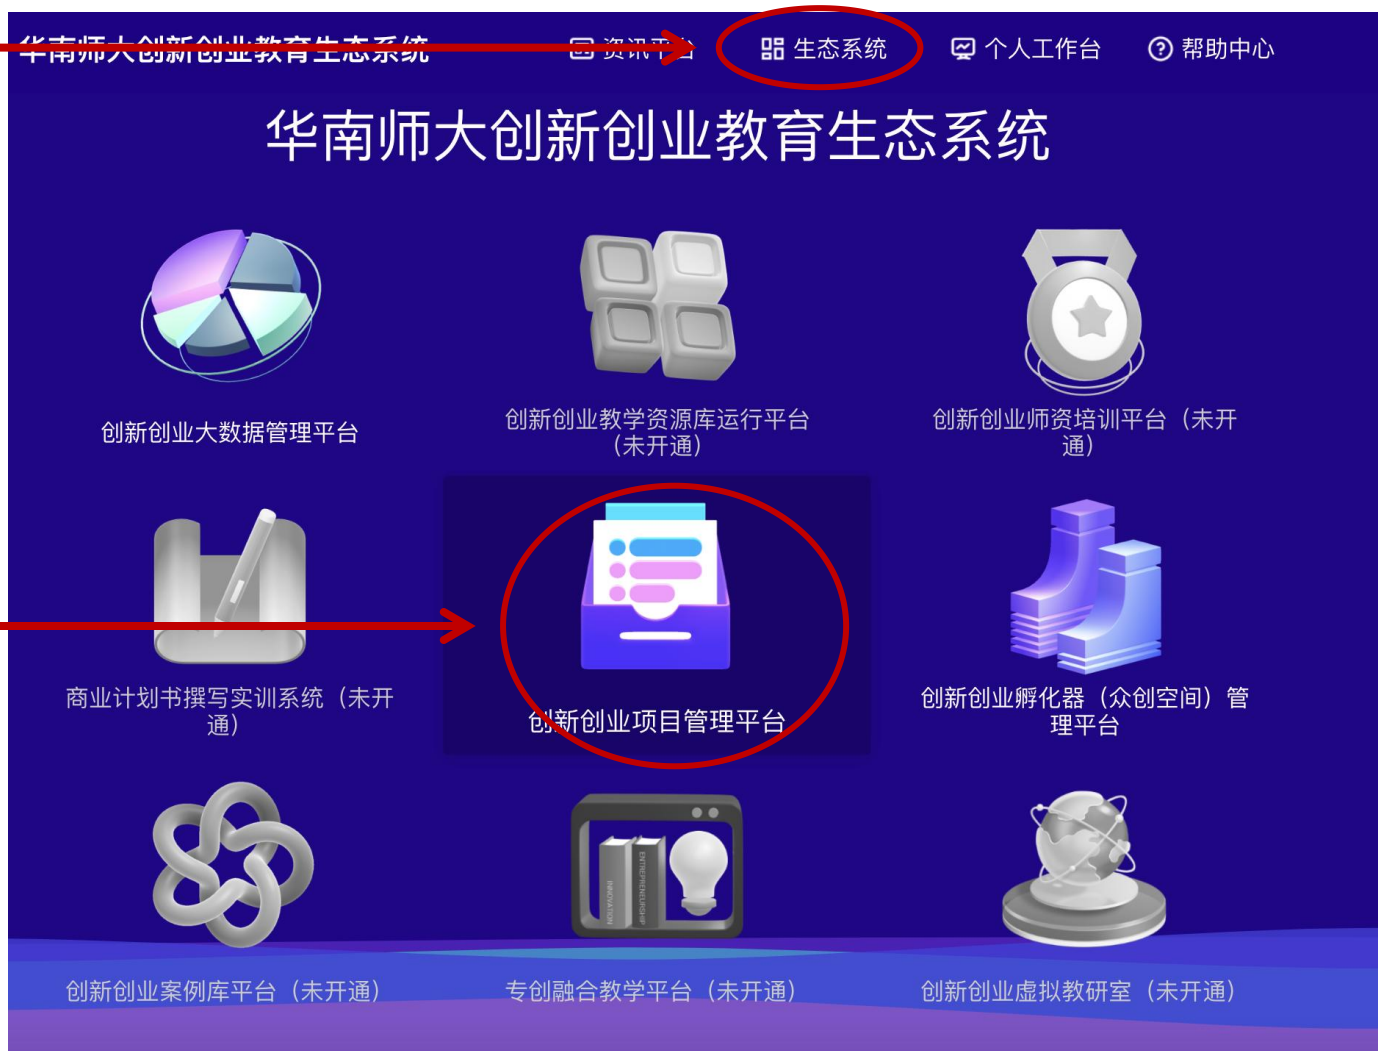 华南师大创新创业教育生态系统
资讯平台
生态系统
个人工作台
帮助中心
华南师大创新创业教育生态系统
创新创业大数据管理平台
创新创业教学资源库运行平台
（未开通）
创新创业师资培训平台（未开
通）
商业计划书撰写实训系统（未开
通）
创新创业项目管理平台
创新创业孵化器（众创空间）管
理平台
INNOVATION
ENTREPRENEURSHIP
创新创业案例库平台（未开通）
专创融合教学平台（未开通）
创新创业虚拟教研室（未开通）